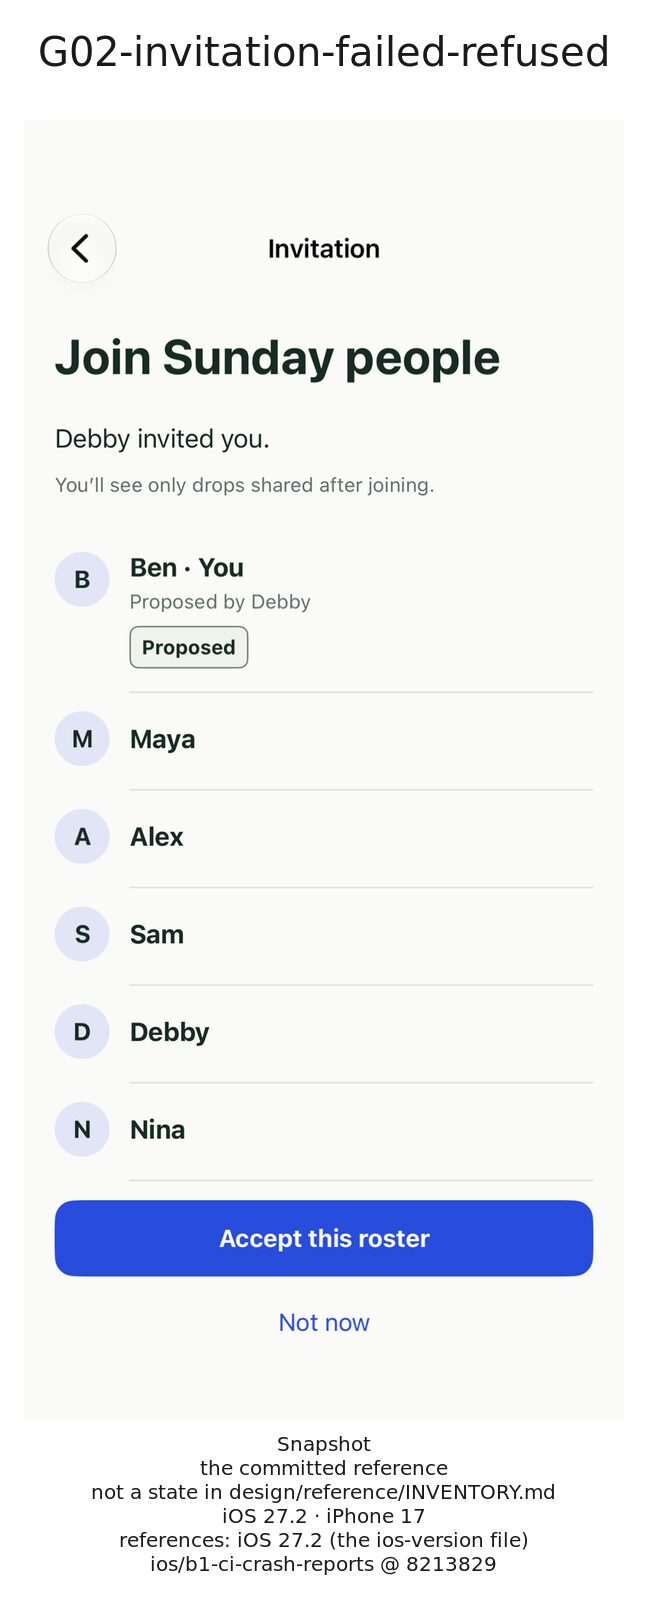 G02-invitation-failed-refused
Invitation
Join Sunday people
Debby invited you.
You’ll see only drops shared after joining.
B
Ben · You
Proposed by Debby
Proposed
M
Maya
A
Alex
S
Sam
D
Debby
N
Nina
Accept this roster
Not now
Snapshot
the committed reference
not a state in design/reference/INVENTORY.md
iOS 27.2 · iPhone 17
references: iOS 27.2 (the ios-version file)
ios/b1-ci-crash-reports @ 8213829